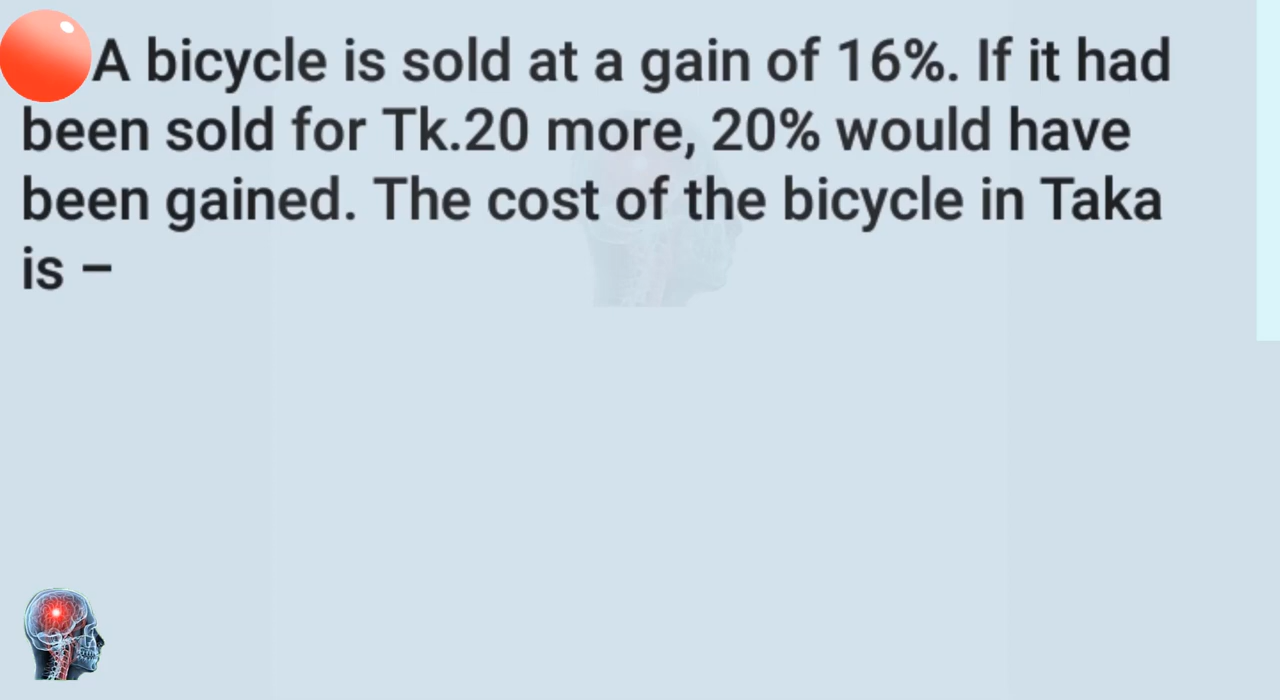 A bicycle is sold at a gain of 16%. If it had
been sold for Tk.20 more, 20% would have
been gained. The cost of the bicycle in Taka
is –